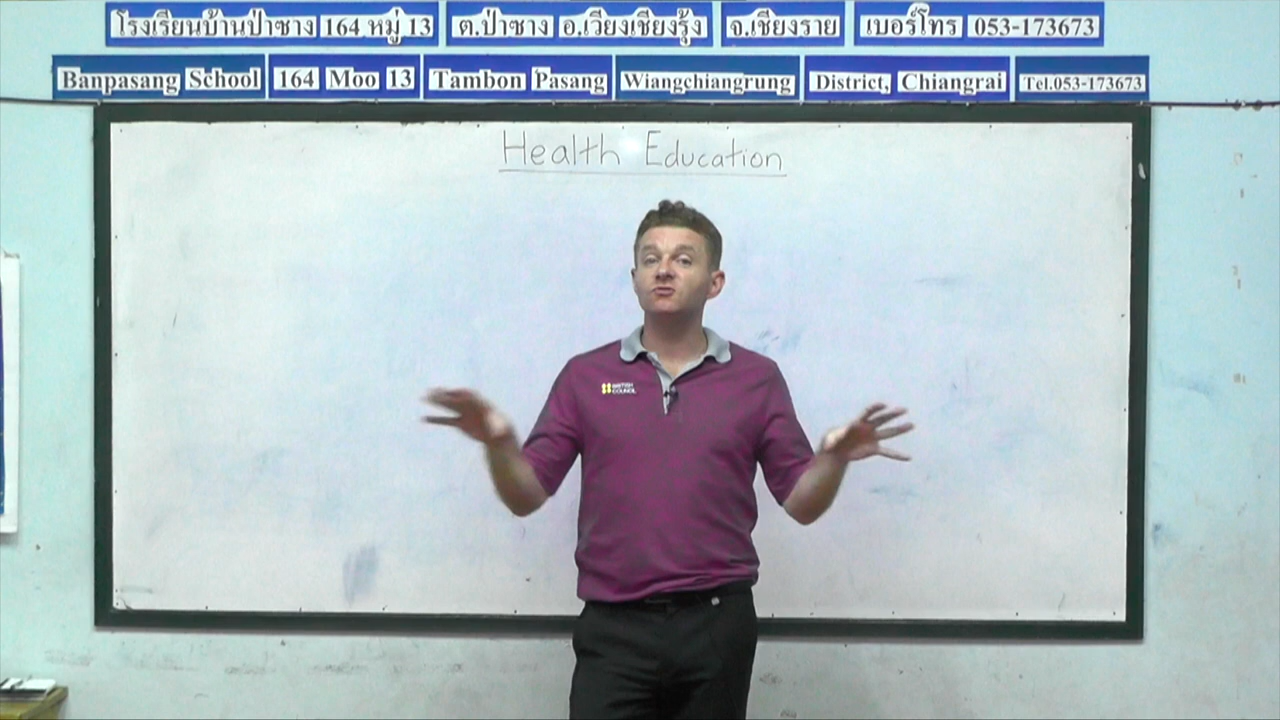 โรงเรียนบ้านป่าซาง 164 หมู่ 13 ต.ป่าซาง อ.เวียงเชียงรุ้ง จ.เชียงราย เบอร์โทร 053-173673
Banpasang School 164 Moo 13 Tambon Pasang Wiangchiangrung District, Chiangrai Tel.053-173673
Health Education
BRITISH
COUNCIL